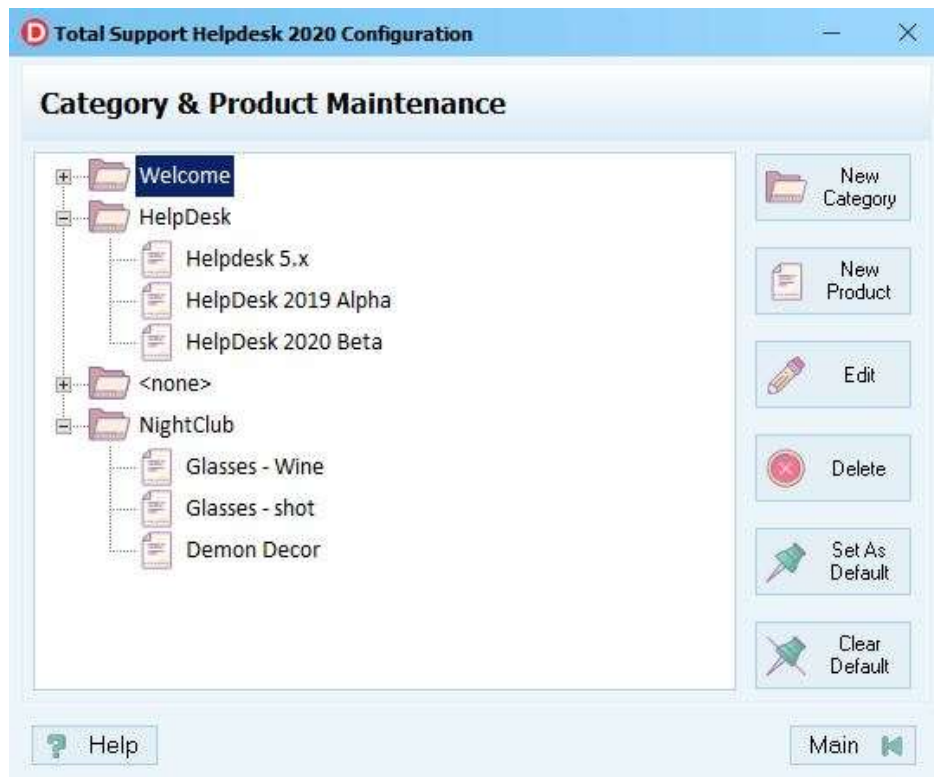 Total Support Helpdesk 2020 Configuration
Category & Product Maintenance
Welcome
HelpDesk
Helpdesk 5.x
HelpDesk 2019 Alpha
HelpDesk 2020 Beta
<none>
NightClub
Glasses - Wine
Glasses - shot
Demon Decor
New
Category
New
Product
Edit
Delete
Set As
Default
Clear
Default
Help
Main